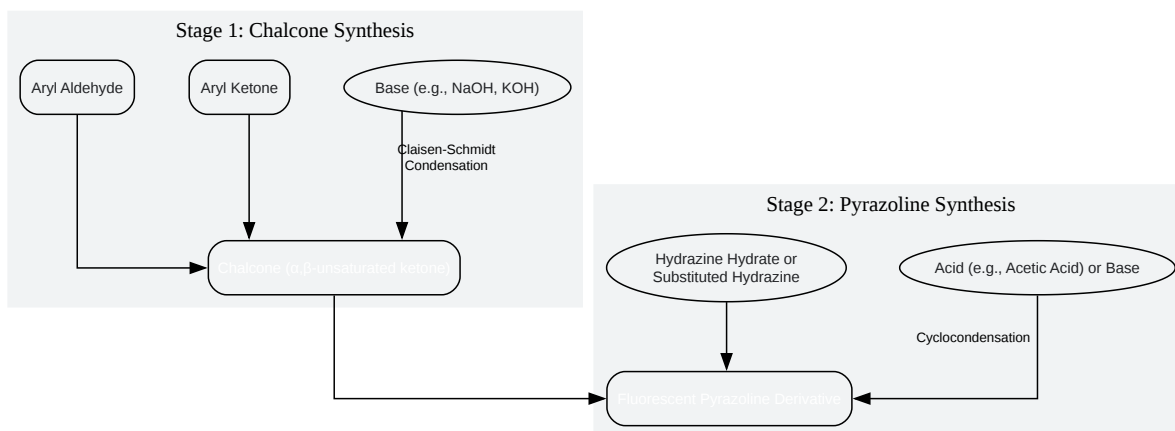 Stage 1: Chalcone Synthesis
Aryl Aldehyde
Aryl Ketone
Base (e.g., NaOH, KOH)
Claisen-Schmidt
Condensation
Chalcone (α,β-unsaturated ketone)
Stage 2: Pyrazoline Synthesis
Hydrazine Hydrate or
Substituted Hydrazine
Acid (e.g., Acetic Acid) or Base
Cyclocondensation
Fluorescent Pyrazoline Derivative